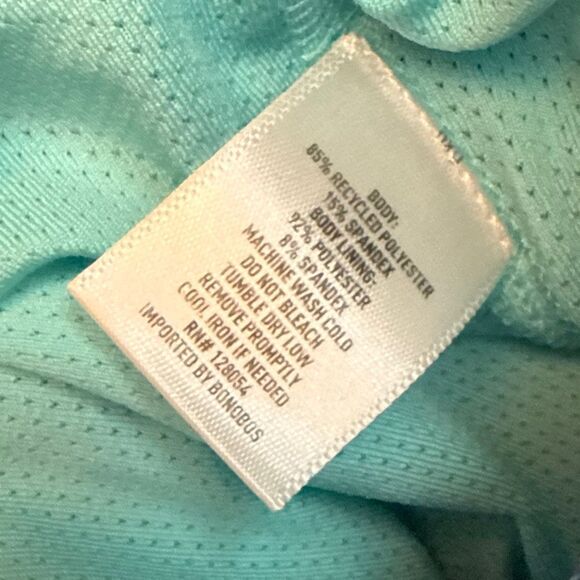 BODY:
85% RECYCLED POLYESTER
15% SPANDEX
BODY LINING:
92% POLYESTER
8% SPANDEX
MACHINE WASH COLD
DO NOT BLEACH
TUMBLE DRY LOW
REMOVE PROMPTLY
COOL IRON IF NEEDED
RN# 128054
IMPORTED BY BONOBOS